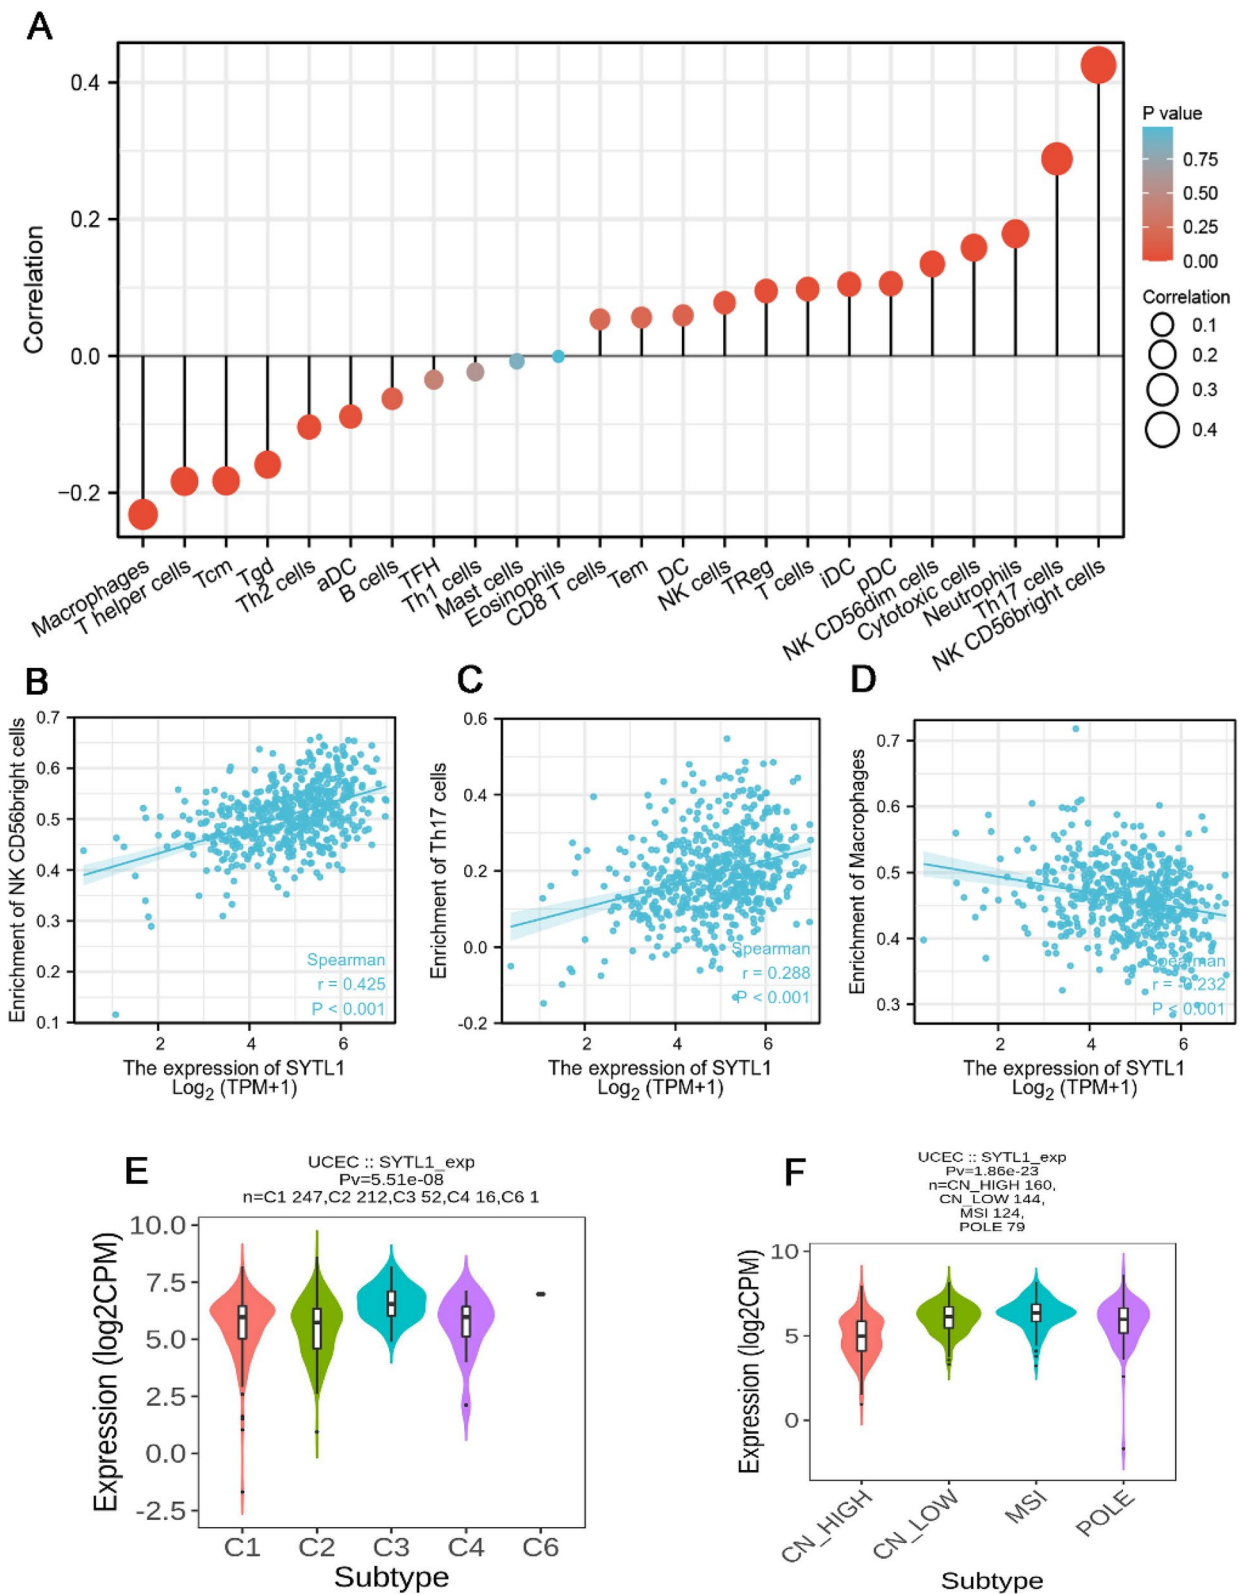 A
Correlation
0.4
0.2
0.0
−0.2
P value
0.75
0.50
0.25
0.00
Correlation
0.1
0.2
0.3
0.4
Macrophages
T helper cells
Tcm
Tgd
Th2 cells
aDC
B cells
TFH
Th1 cells
Mast cells
Eosinophils
CD8 T cells
Tem
DC
NK cells
TReg
T cells
iDC
pDC
NK CD56dim cells
Cytotoxic cells
Neutrophils
Th17 cells
NK CD56bright cells
B
Enrichment of NK CD56bright cells
0.7
0.6
0.5
0.4
0.3
0.2
0.1
Spearman
r = 0.425
P < 0.001
2 4 6
The expression of SYTL1
Log2 (TPM+1)
C
Enrichment of Th17 cells
0.6
0.4
0.2
0.0
-0.2
Spearman
r = 0.288
P < 0.001
2 4 6
The expression of SYTL1
Log2 (TPM+1)
D
Enrichment of Macrophages
0.7
0.6
0.5
0.4
0.3
Spearman
r = -0.232
P < 0.001
2 4 6
The expression of SYTL1
Log2 (TPM+1)
E
UCEC :: SYTL1_exp
Pv=5.51e-08
n=C1 247,C2 212,C3 52,C4 16,C6 1
Expression (log2CPM)
10.0
7.5
5.0
2.5
0.0
-2.5
C1 C2 C3 C4 C6
Subtype
F
UCEC :: SYTL1_exp
Pv=1.86e-23
n=CN_HIGH 160,
CN_LOW 144,
MSI 124,
POLE 79
Expression (log2CPM)
10
5
0
CN_HIGH
CN_LOW
MSI
POLE
Subtype